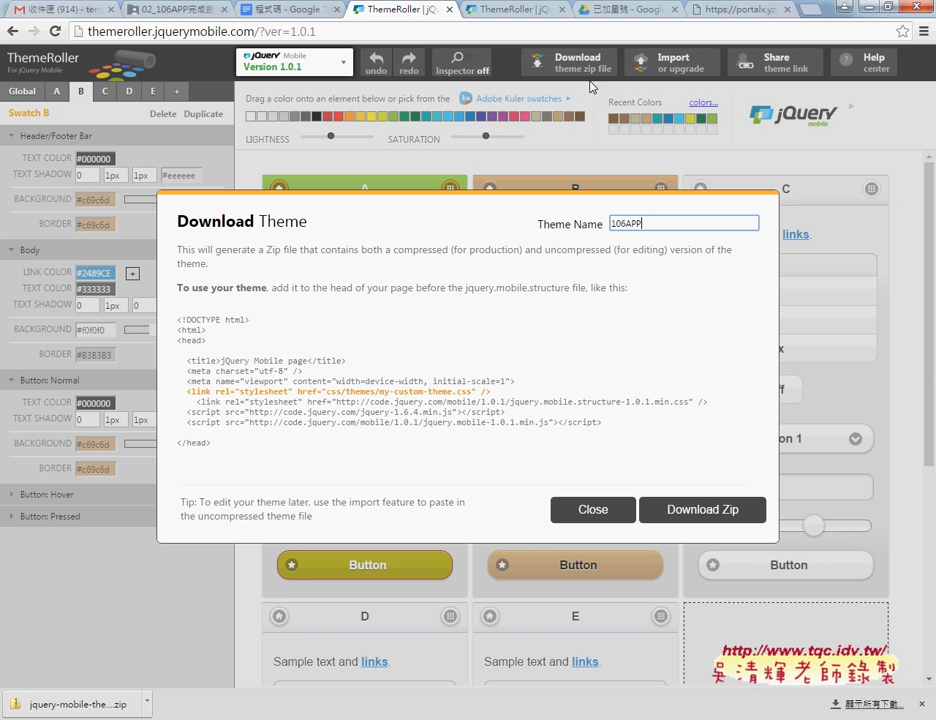 收件匣 (914) - tern
02_106APP完成參
程式碼 - Google
ThemeRoller | jQ
ThemeRoller | jQ
已加星號 - Google
https://portalx.yz
themeroller.jquerymobile.com/?ver=1.0.1
ThemeRoller
For jQuery Mobile
jQuery Mobile
Version 1.0.1
undo
redo
Inspector off
Download
theme zip file
Import
or upgrade
Share
theme link
Help
center
Global A B C D E +
Drag a color onto an element below or pick from the Adobe Kuler swatches
Recent Colors colors...
LIGHTNESS SATURATION
jQuery
mobile
Swatch B Delete Duplicate
Header/Footer Bar
TEXT COLOR #000000
TEXT SHADOW 0 1px 1px #eeeeee
BACKGROUND #c69c6d
BORDER #c69c6d
Body
LINK COLOR #2489CE +
TEXT COLOR #333333
TEXT SHADOW 0 1px 0
BACKGROUND #f0f0f0
BORDER #B3B3B3
Button: Normal
TEXT COLOR #000000
TEXT SHADOW 0 1px 1px
BACKGROUND #c69c6d
BORDER #c69c6d
Button: Hover
Button: Pressed
A B C
links.
Download Theme
Theme Name 106APP
This will generate a Zip file that contains both a compressed (for production) and uncompressed (for editing) version of the
theme.
To use your theme, add it to the head of your page before the jquery.mobile.structure file, like this:
<!DOCTYPE html>
<html>
<head>
<title>jQuery Mobile page</title>
<meta charset="utf-8" />
<meta name="viewport" content="width=device-width, initial-scale=1">
<link rel="stylesheet" href="css/themes/my-custom-theme.css" />
<link rel="stylesheet" href="http://code.jquery.com/mobile/1.0.1/jquery.mobile.structure-1.0.1.min.css" />
<script src="http://code.jquery.com/jquery-1.6.4.min.js"></script>
<script src="http://code.jquery.com/mobile/1.0.1/jquery.mobile-1.0.1.min.js"></script>
</head>
Tip: To edit your theme later, use the import feature to paste in
the uncompressed theme file
Close
Download Zip
on 1
Button Button Button
D E
Sample text and links. Sample text and links.
http://www.tqc.idv.tw/
吳清輝老師錄製
jquery-mobile-the....zip
顯示所有下載...